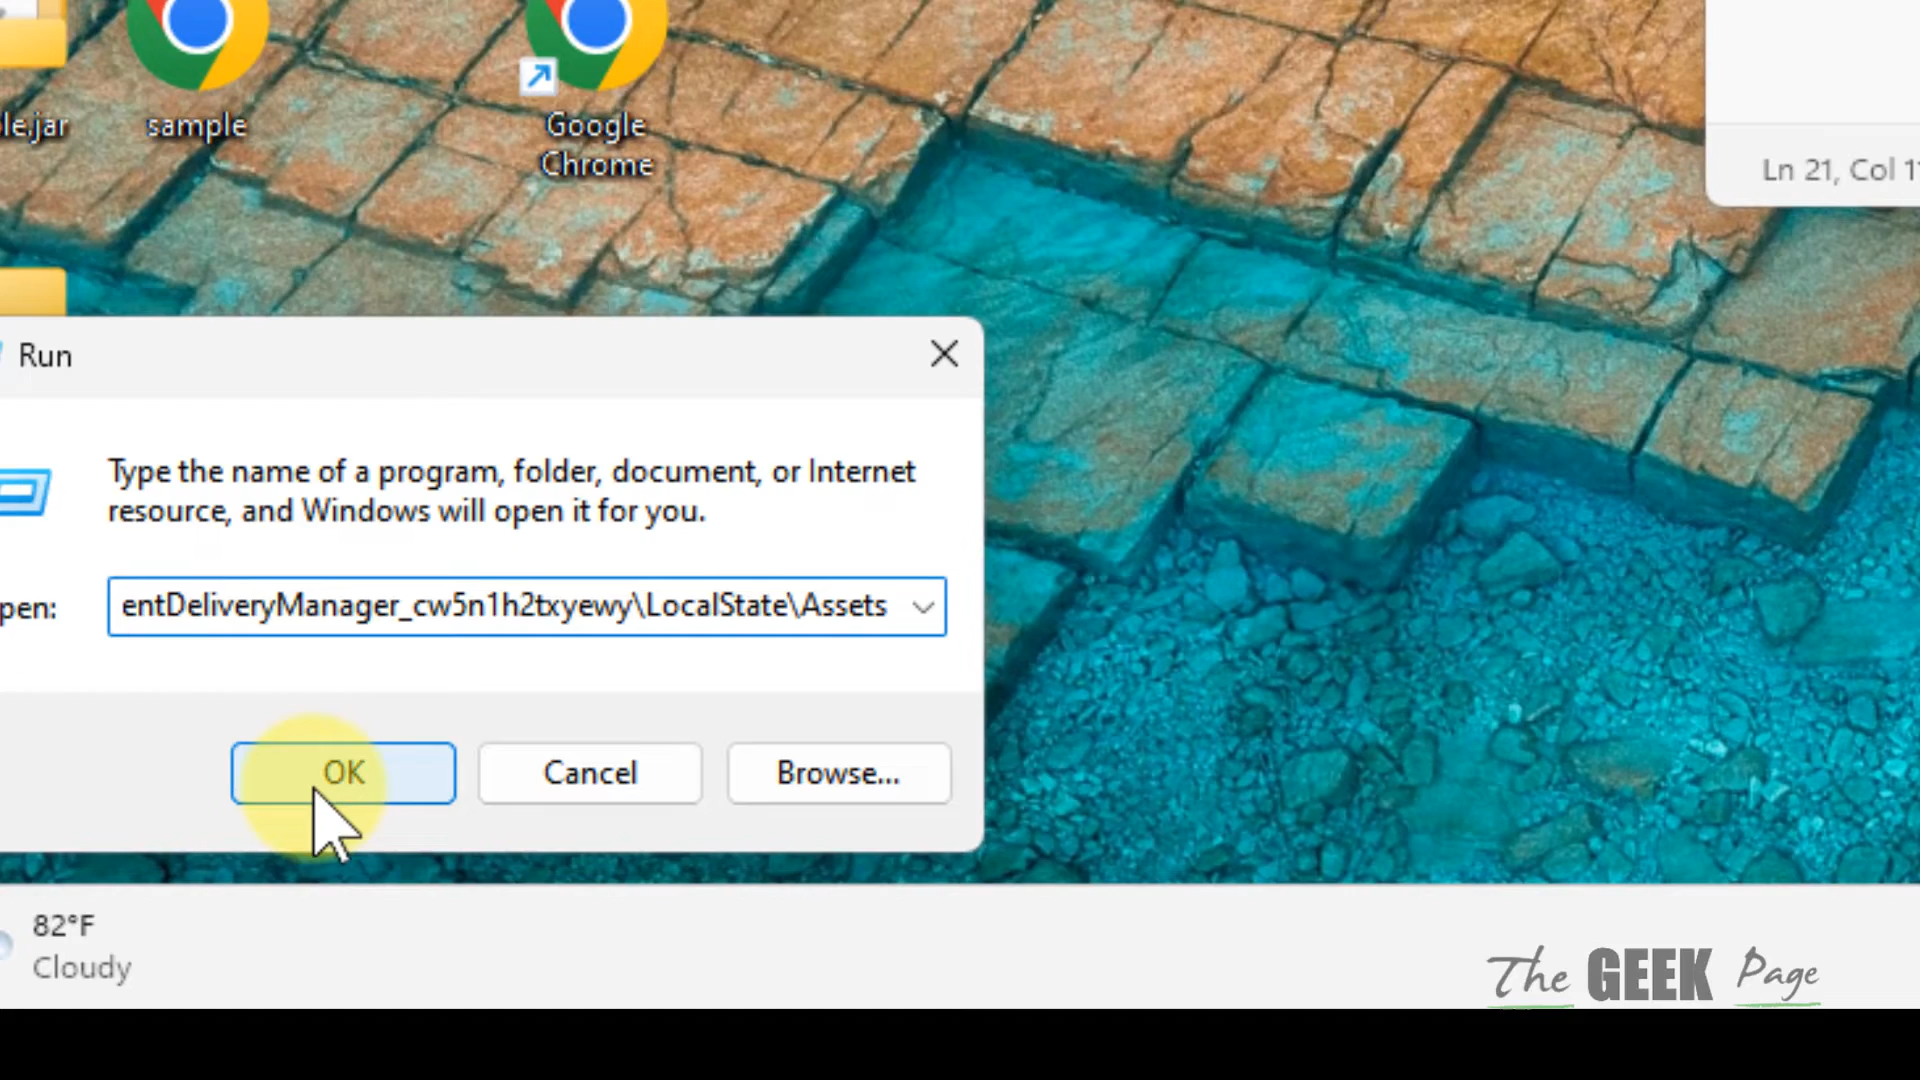 le.jar
sample
Google
Chrome
Ln 21, Col 11
Run
Type the name of a program, folder, document, or Internet
resource, and Windows will open it for you.
pen:
entDeliveryManager_cw5n1h2txyewy\LocalState\Assets
OK
Cancel
Browse...
82°F
Cloudy
The GEEK Page